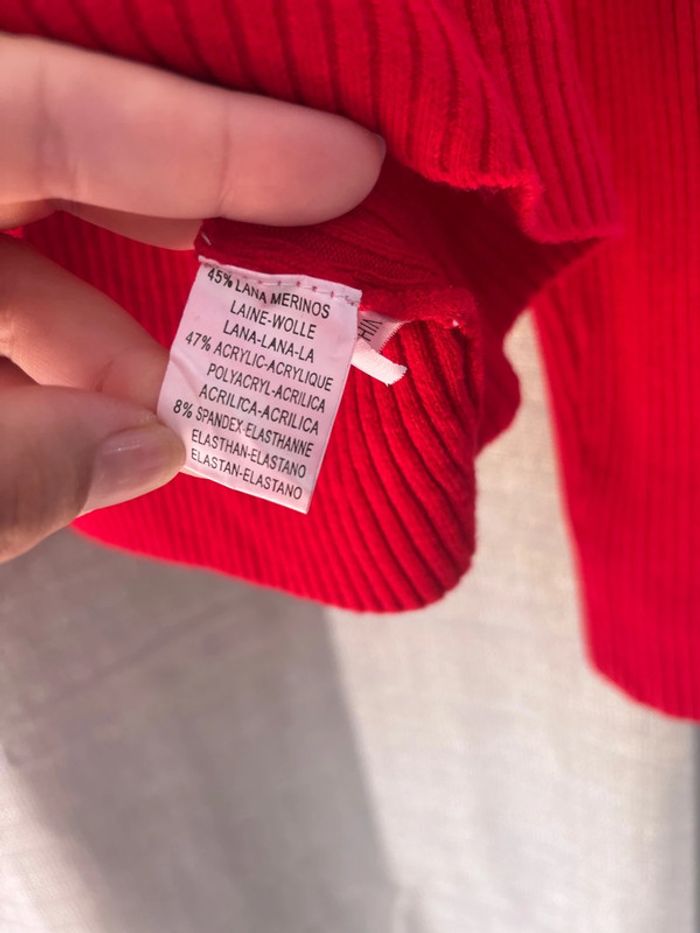 45% LANA MERINOS
LAINE-WOLLE
LANA-LANA-LA
47% ACRYLIC-ACRYLIQUE
POLYACRYL-ACRILICA
ACRILICA-ACRILICA
8% SPANDEX-ELASTHANNE
ELASTHAN-ELASTANO
ELASTAN-ELASTANO